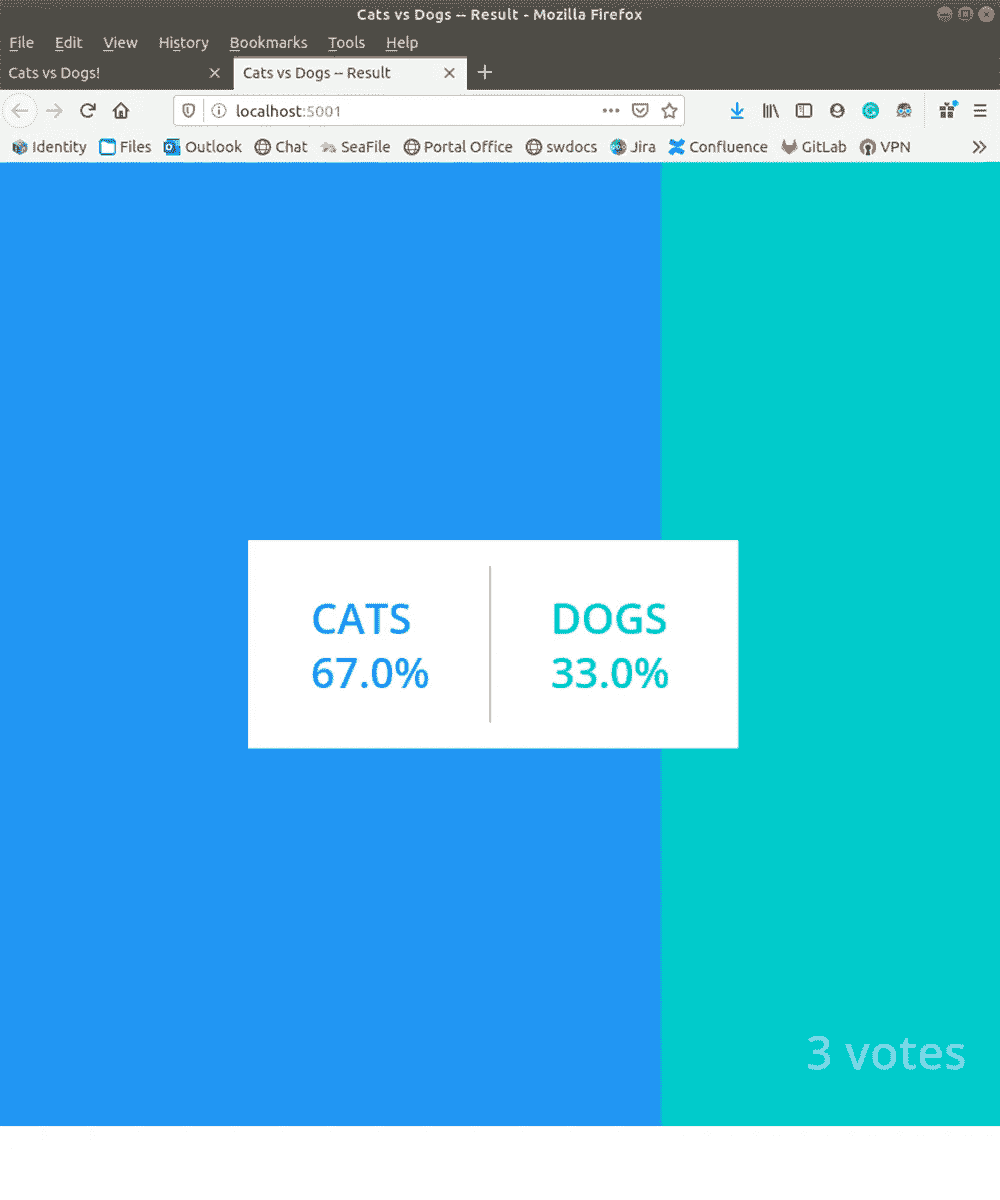 Cats vs Dogs -- Result - Mozilla Firefox
File Edit View History Bookmarks Tools Help
Cats vs Dogs! Cats vs Dogs -- Result
localhost:5001
Identity Files Outlook Chat SeaFile Portal Office swdocs Jira Confluence GitLab VPN
CATS DOGS
67.0% 33.0%
3 votes